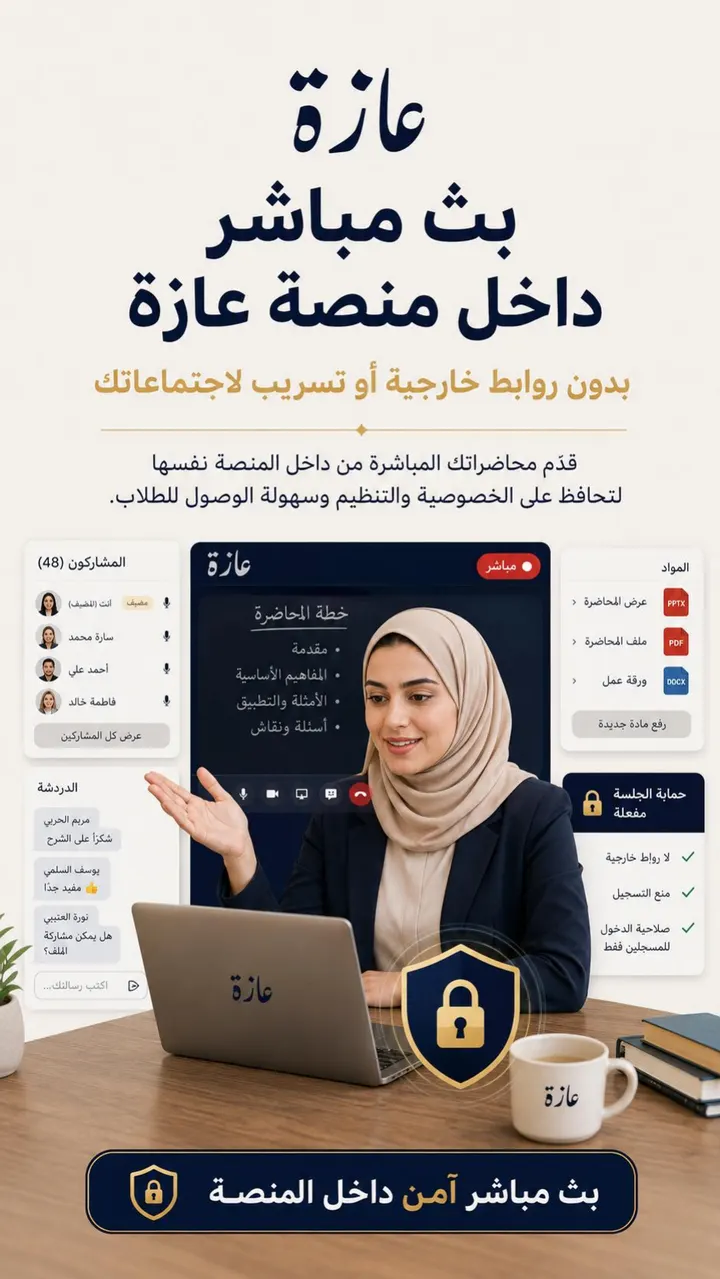 عازة
بث مباشر
داخل منصة عازة
بدون روابط خارجية أو تسريب لاجتماعاتك
قدّم محاضراتك المباشرة من داخل المنصة نفسها
لتحافظ على الخصوصية والتنظيم وسهولة الوصول للطلاب.
المواد
PPTX عرض المحاضرة
PDF ملف المحاضرة
DOCX ورقة عمل
رفع مادة جديدة
حماية الجلسة
مفعلة
لا روابط خارجية
منع التسجيل
صلاحية الدخول
للمسجلين فقط
مباشر
عازة
خطة المحاضرة
• مقدمة
• المفاهيم الأساسية
• الأمثلة والتطبيق
• أسئلة ونقاش
المشاركون (48)
أنت (المضيف) مضيف
سارة محمد
أحمد علي
فاطمة خالد
عرض كل المشاركين
الدردشة
مريم الحربي
شكرًا على الشرح
يوسف السلمي
مفيد جدًا 👍
نورة العتيبي
هل يمكن مشاركة
الملف؟
اكتب رسالتك...
عازة
عازة
بث مباشر آمن داخل المنصة